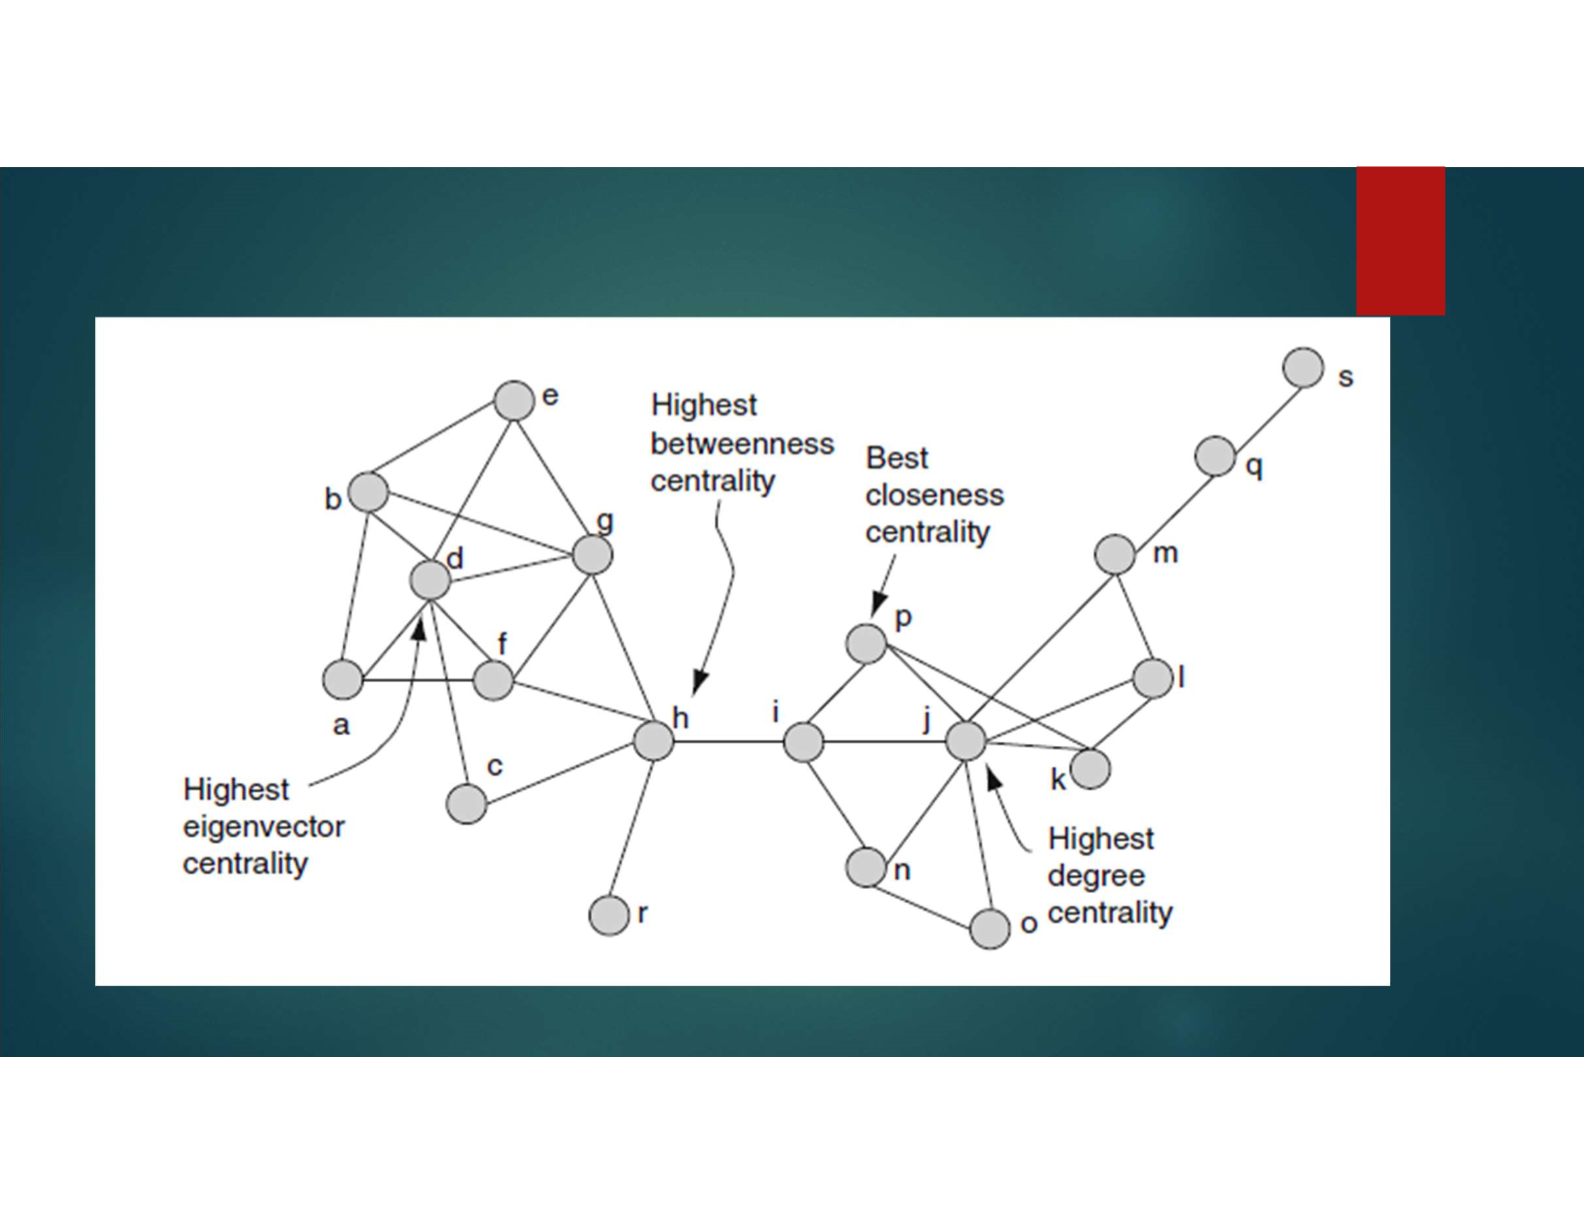 s
e
Highest
betweenness
centrality
Best
closeness
centrality
q
b
g
d
m
p
f
l
a
h
i
j
c
k
Highest
eigenvector
centrality
Highest
degree
centrality
n
r
o